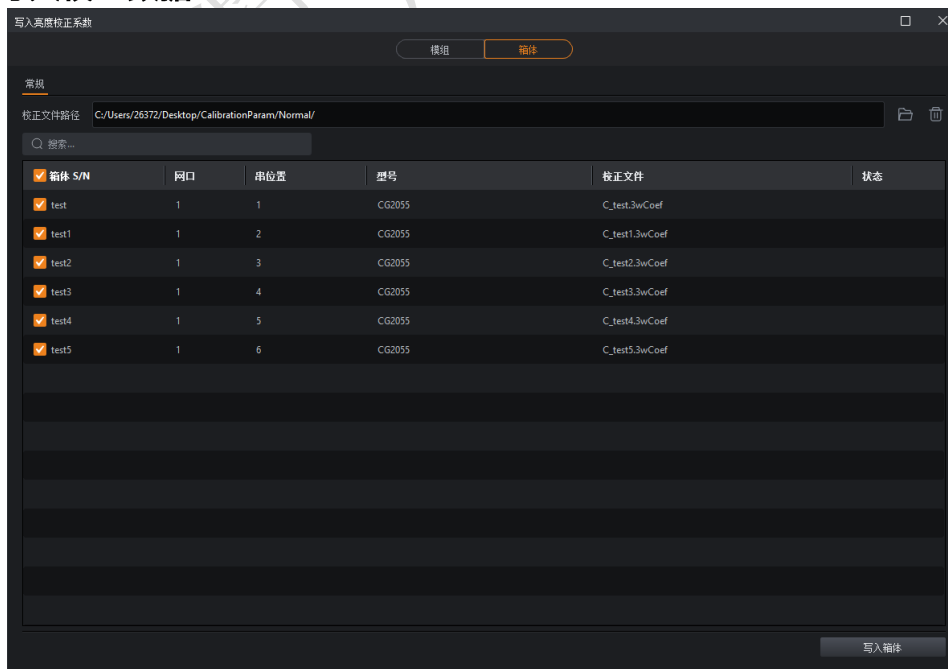 写入亮度校正系数
模组 箱体
常规
校正文件路径 C:/Users/26372/Desktop/CalibrationParam/Normal/
搜索...
箱体 S/N 网口 串位置 型号 校正文件 状态
test 1 1 CG2055 C_test.3wCoef
test1 1 2 CG2055 C_test1.3wCoef
test2 1 3 CG2055 C_test2.3wCoef
test3 1 4 CG2055 C_test3.3wCoef
test4 1 5 CG2055 C_test4.3wCoef
test5 1 6 CG2055 C_test5.3wCoef
写入箱体